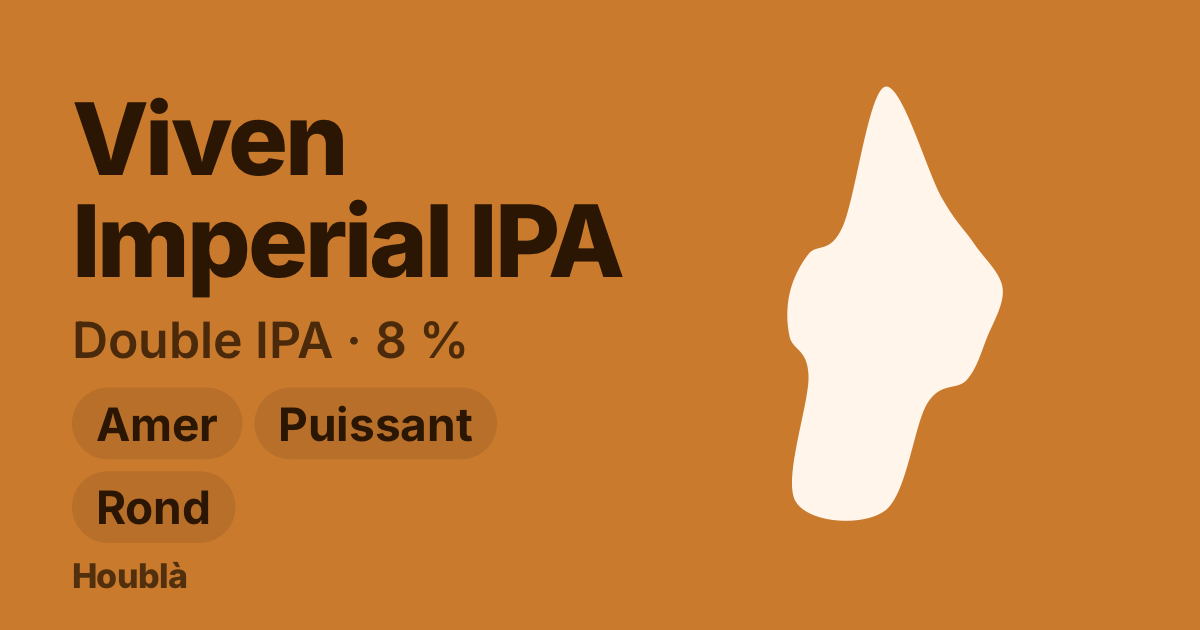 Viven
Imperial IPA
Double IPA · 8 %
Amer Puissant
Rond
Houblà